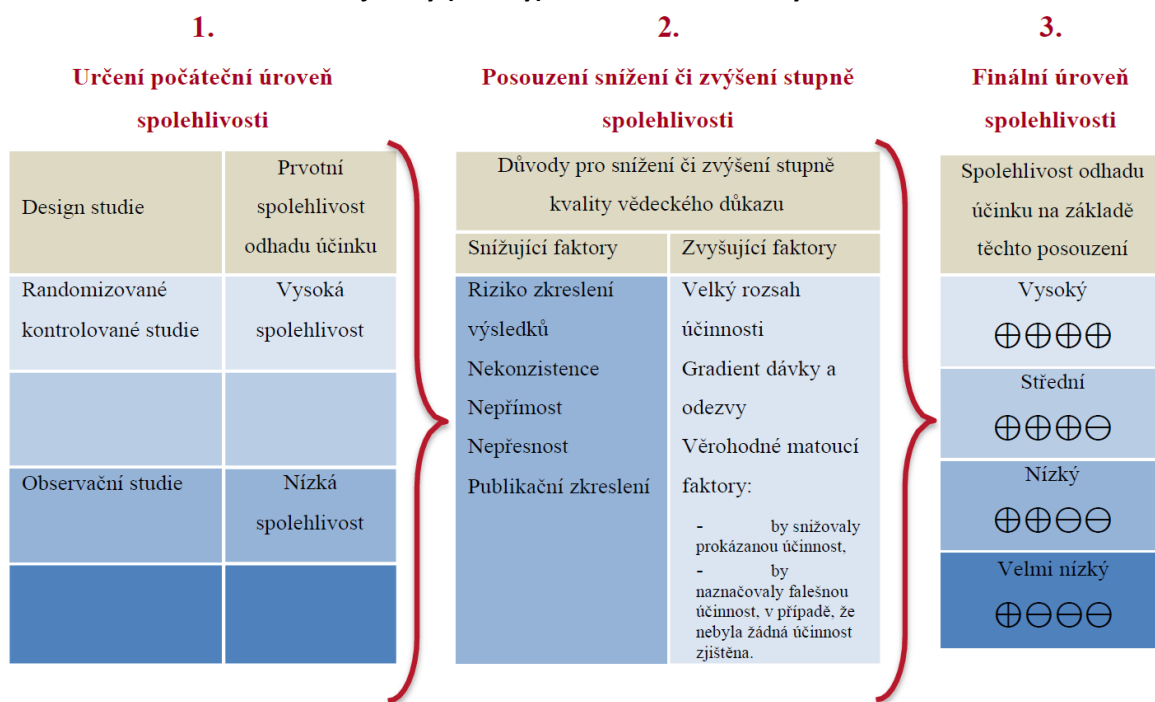 1.
Určení počáteční úroveň
spolehlivosti
Design studie
Prvotní
spolehlivost
odhadu účinku
Randomizované
kontrolované studie
Vysoká
spolehlivost
Observační studie
Nízká
spolehlivost
2.
Posouzení snížení či zvýšení stupně
spolehlivosti
Důvody pro snížení či zvýšení stupně
kvality vědeckého důkazu
Snížující faktory
Zvyšující faktory
Riziko zkreslení
výsledků
Nekonzistence
Nepřímost
Nepřesnost
Publikační zkreslení
Velký rozsah
účinnosti
Gradient dávky a
odezvy
Věrohodné matoucí
faktory:
- by snižovaly
prokázanou účinnost,
- by
naznačovaly falešnou
účinnost, v případě, že
nebyla žádná účinnost
zjištěna.
3.
Finální úroveň
spolehlivosti
Spolehlivost odhadu
účinku na základě
těchto posouzení
Vysoký
⊕⊕⊕⊕
Střední
⊕⊕⊕⊖
Nízký
⊕⊕⊖⊖
Velmi nízký
⊕⊖⊖⊖